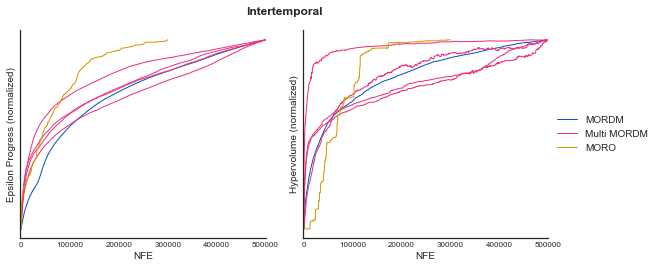 Intertemporal
Epsilon Progress (normalized)
0 100000 200000 300000 400000 500000
NFE
Hypervolume (normalized)
0 100000 200000 300000 400000 500000
NFE
MORDM
Multi MORDM
MORO